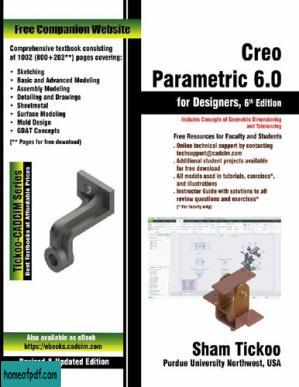 Free Companion Website
Comprehensive textbook consisting
of 1002 (800+202**) pages covering:
• Sketching
• Basic and Advanced Modeling
• Assembly Modeling
• Detailing and Drawings
• Sheetmetal
• Surface Modeling
• Mold Design
• GD&T Concepts
(** Pages for free download)
Tickoo-CADCIM Series
Best Textbooks at Affordable Prices
Also available as eBook
https://ebooks.cadcim.com
Revised & Updated Edition
homeofpdf.com
Creo
Parametric 6.0
for Designers, 6th Edition
Includes Concepts of Geometric Dimensioning
and Tolerancing
Free Resources for Faculty and Students
. Online technical support by contacting
techsupport@cadcim.com
. Additional student projects available
for free download
. All models used in tutorials, exercises*,
and illustrations
. Instructor Guide with solutions to all
review questions and exercises*
(* For faculty only)
Sham Tickoo
Purdue University Northwest, USA